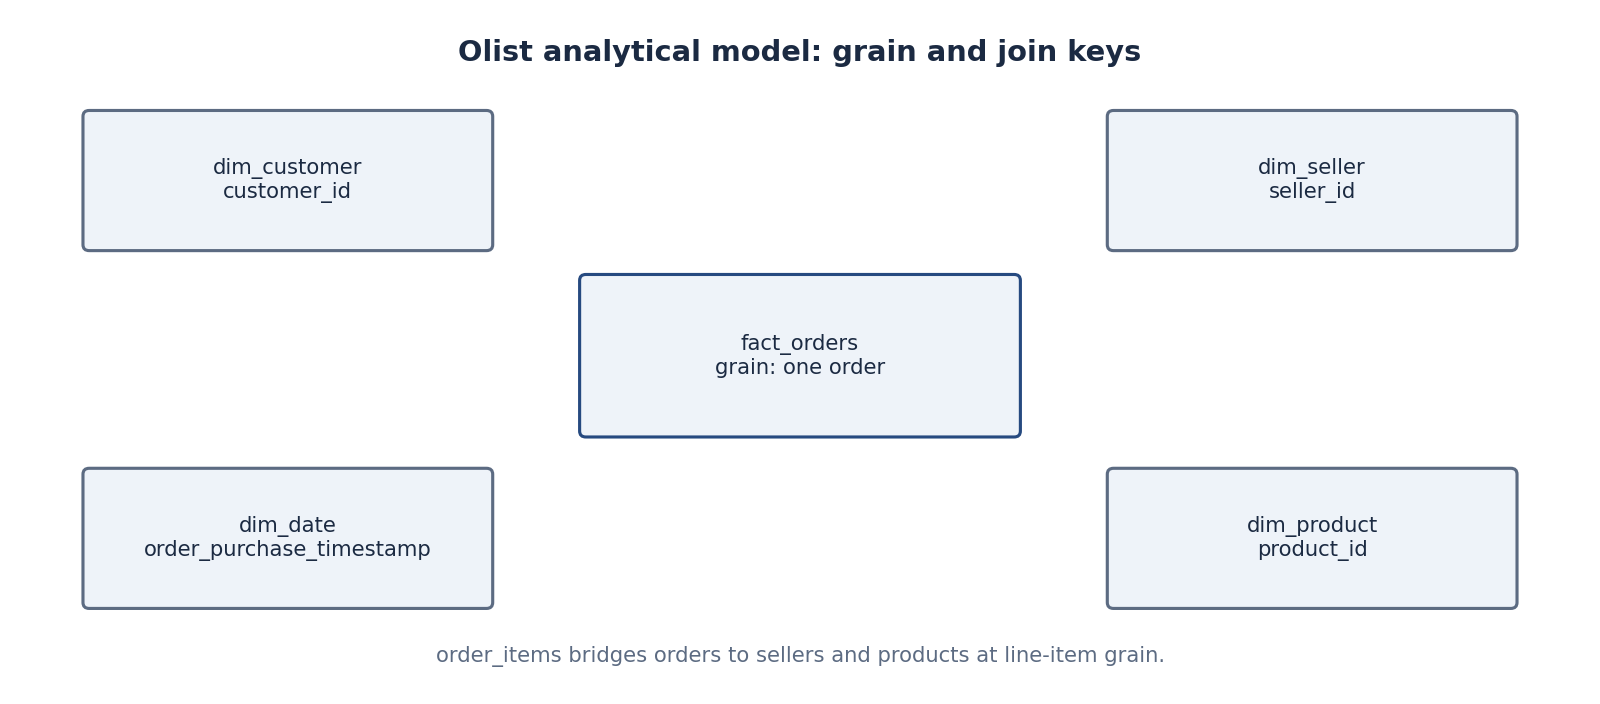 Olist analytical model: grain and join keys
dim_customer
customer_id
dim_seller
seller_id
fact_orders
grain: one order
dim_date
order_purchase_timestamp
dim_product
product_id
order_items bridges orders to sellers and products at line-item grain.